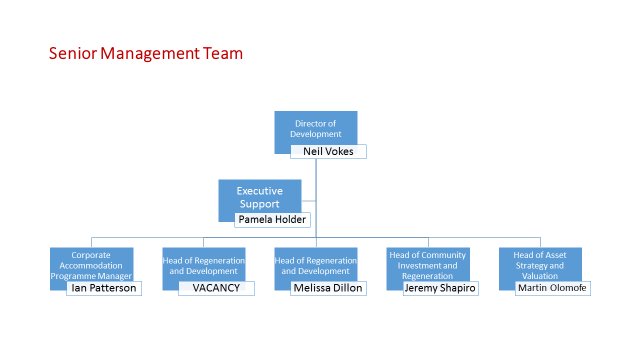 Senior Management Team
Director of
Development
Neil Vokes
Executive
Support
Pamela Holder
Corporate
Accommodation
Programme Manager
Ian Patterson
Head of Regeneration
and Development
VACANCY
Head of Regeneration
and Development
Melissa Dillon
Head of Community
Investment and
Regeneration
Jeremy Shapiro
Head of Asset
Strategy and
Valuation
Martin Olomofe